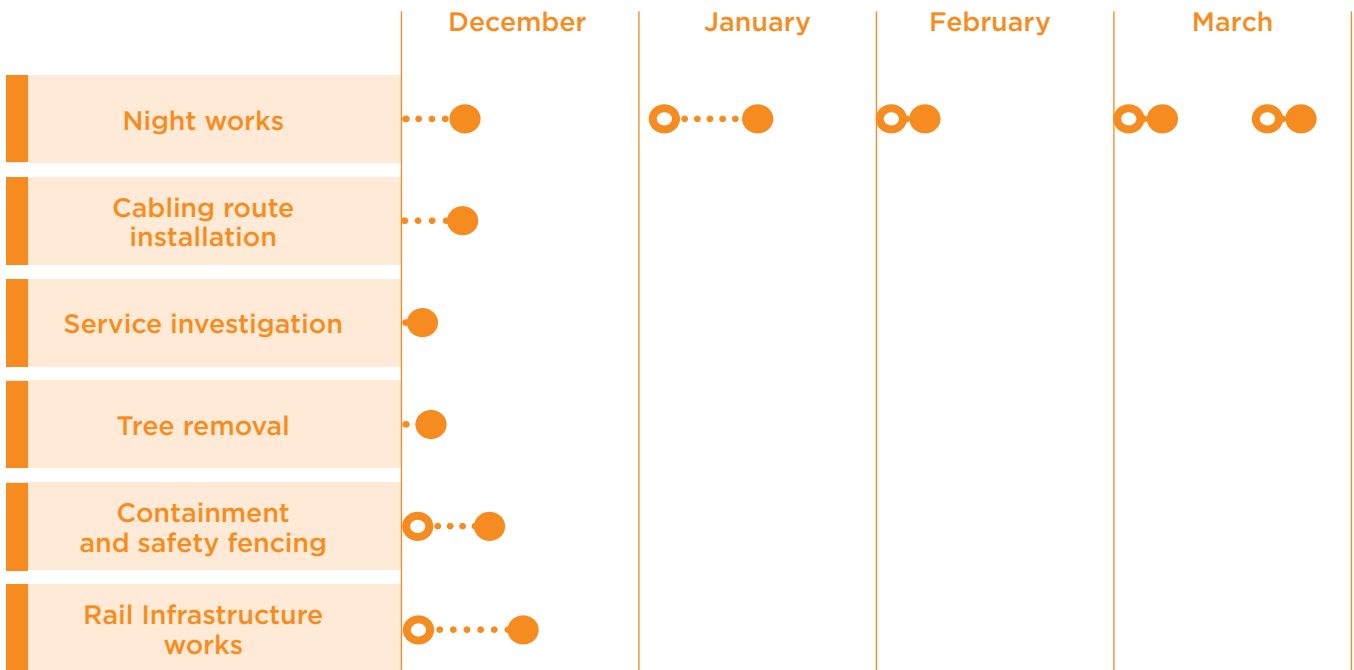 December January February March
Night works
Cabling route
installation
Service investigation
Tree removal
Containment
and safety fencing
Rail Infrastructure
works